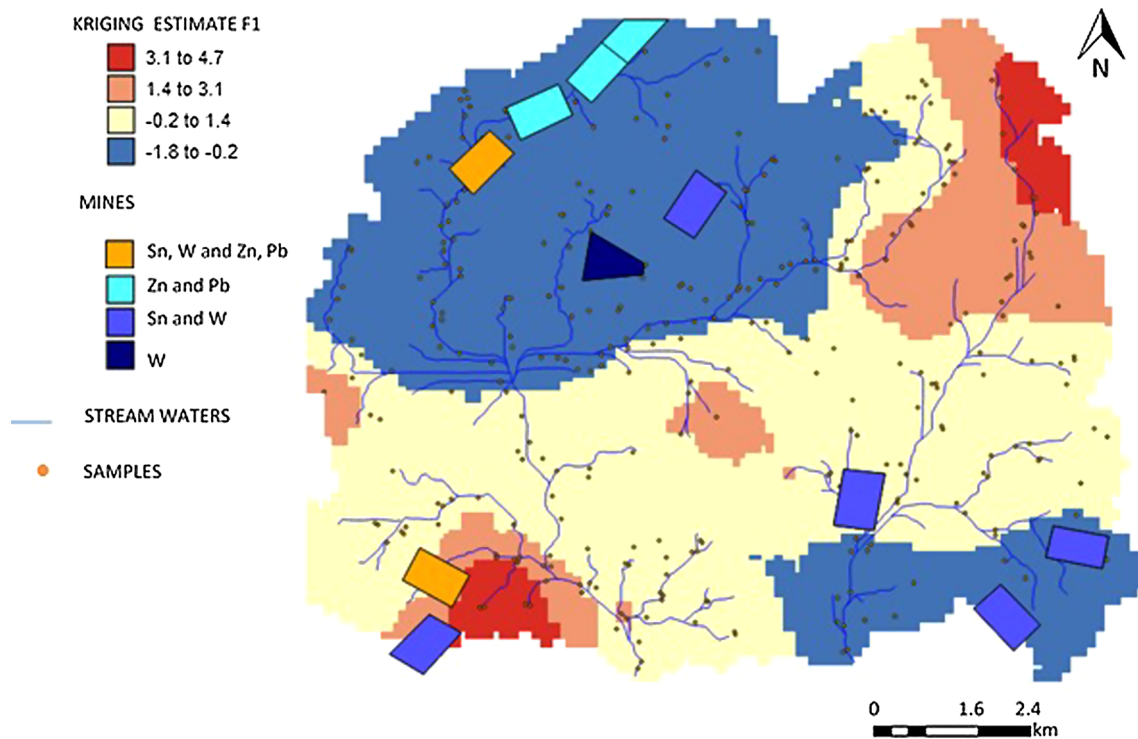 KRIGING ESTIMATE F1
3.1 to 4.7
1.4 to 3.1
-0.2 to 1.4
-1.8 to -0.2
MINES
Sn, W and Zn, Pb
Zn and Pb
Sn and W
W
STREAM WATERS
SAMPLES
N
0 1.6 2.4
km